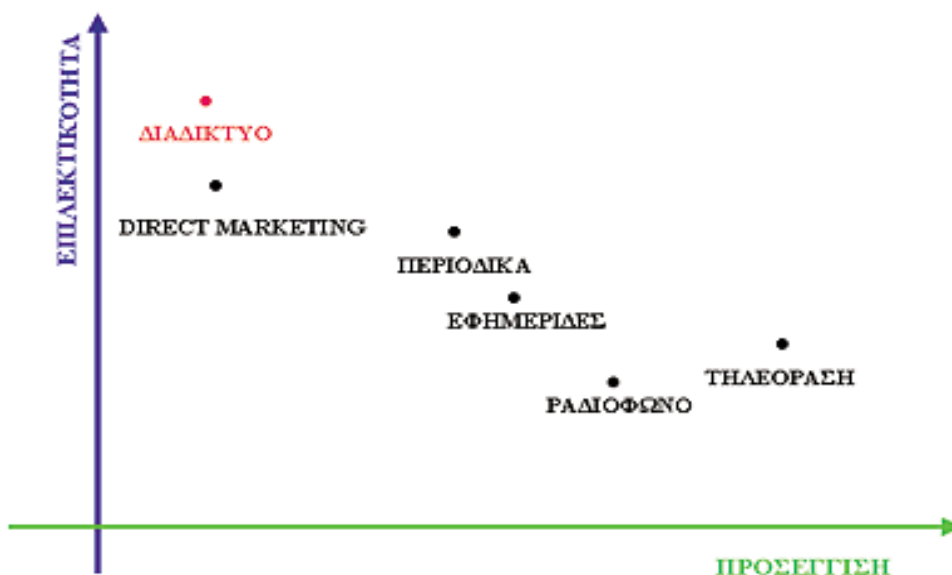 ΕΠΙΛΕΚΤΙΚΟΤΗΤΑ
ΔΙΑΔΙΚΤΥΟ
DIRECT MARKETING
ΠΕΡΙΟΔΙΚΑ
ΕΦΗΜΕΡΙΔΕΣ
ΤΗΛΕΟΡΑΣΗ
ΡΑΔΙΟΦΩΝΟ
ΠΡΟΣΕΓΓΙΣΗ